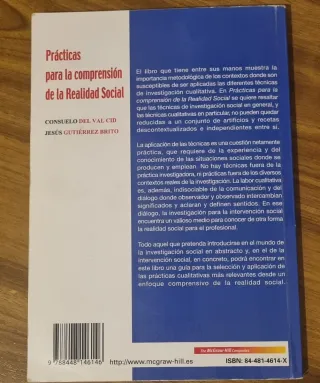 Prácticas
para la comprensión
de la Realidad Social
CONSUELO DEL VAL CID
JESÚS GUTIÉRREZ BRITO
El libro que tiene entre sus manos muestra la
importancia metodológica de los contextos donde son
susceptibles de ser aplicadas las diferentes técnicas
de investigación cualitativa. En Prácticas para la
comprensión de la Realidad Social se quiere resaltar
que las técnicas de investigación social en general, y
las técnicas cualitativas en particular, no pueden quedar
reducidas a un conjunto de artificios y recetas
descontextualizados e independientes entre sí.
La aplicación de las técnicas es una cuestión netamente
práctica, que requiere de la experiencia y del
conocimiento de las situaciones sociales donde se
producen y emplean. No hay técnicas fuera de la
práctica investigadora, ni prácticas fuera de los diversos
contextos reales de la investigación. La labor cualitativa
es, además, indisociable de la comunicación y del
diálogo donde observador y observado intercambian
significados y aclaran y definen sentidos. En ese
diálogo, la investigación para la intervención social
encuentra un valioso medio para conocer de otra forma
la realidad social para el profesional.
Todo aquel que pretenda introducirse en el mundo de
la investigación social en abstracto y, en el de la
intervención social, en concreto, podrá encontrar en
este libro una guía para la selección y aplicación de
las prácticas cualitativas más relevantes desde un
enfoque comprensivo de la realidad social.
The McGraw-Hill Companies
9 788448 146146
http://www.mcgraw-hill.es
ISBN: 84-481-4614-X